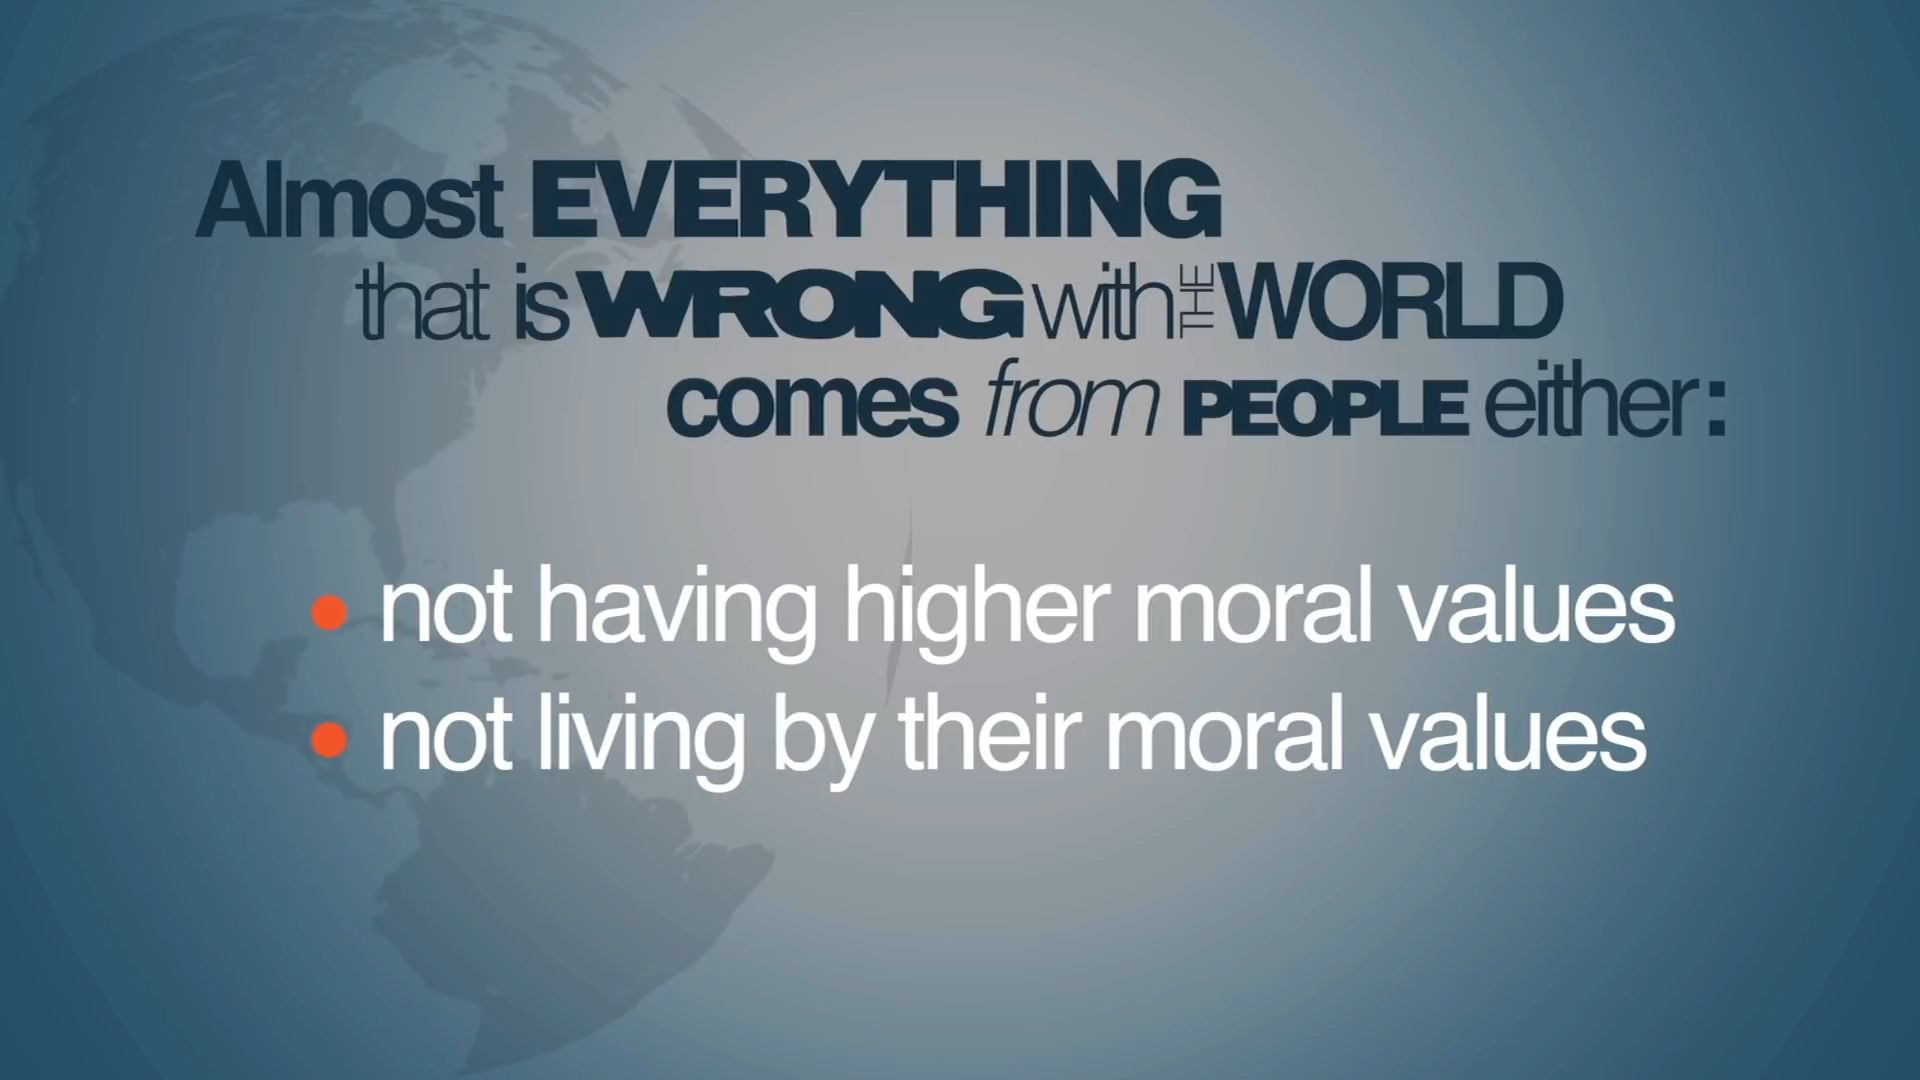 Almost EVERYTHING
that is WRONG with THE WORLD
comes from PEOPLE either:
• not having higher moral values
• not living by their moral values